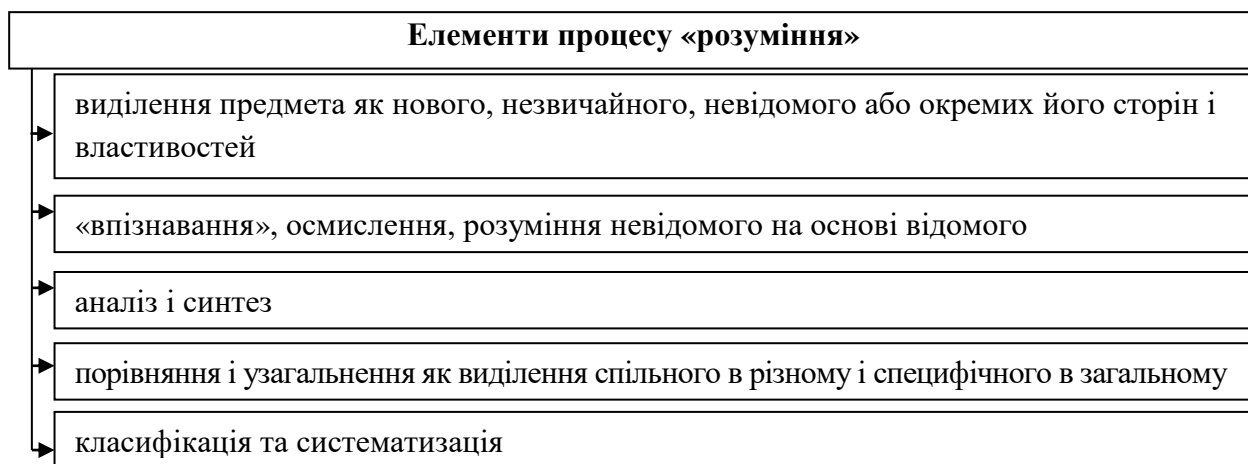 Елементи процесу «розуміння»
виділення предмета як нового, незвичайного, невідомого або окремих його сторін і
властивостей
«впізнавання», осмислення, розуміння невідомого на основі відомого
аналіз і синтез
порівняння і узагальнення як виділення спільного в різному і специфічного в загальному
класифікація та систематизація